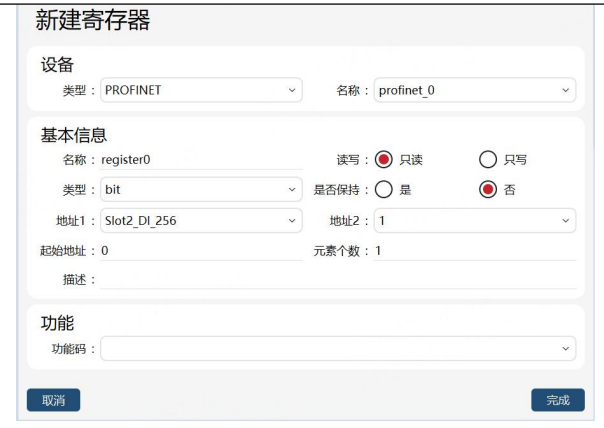 新建寄存器
设备
类型： PROFINET 名称： profinet_0
基本信息
名称： register0 读写： 只读 只写
类型： bit 是否保持： 是 否
地址1： Slot2_DI_256 地址2： 1
起始地址： 0 元素个数： 1
描述：
功能
功能码：
取消 完成